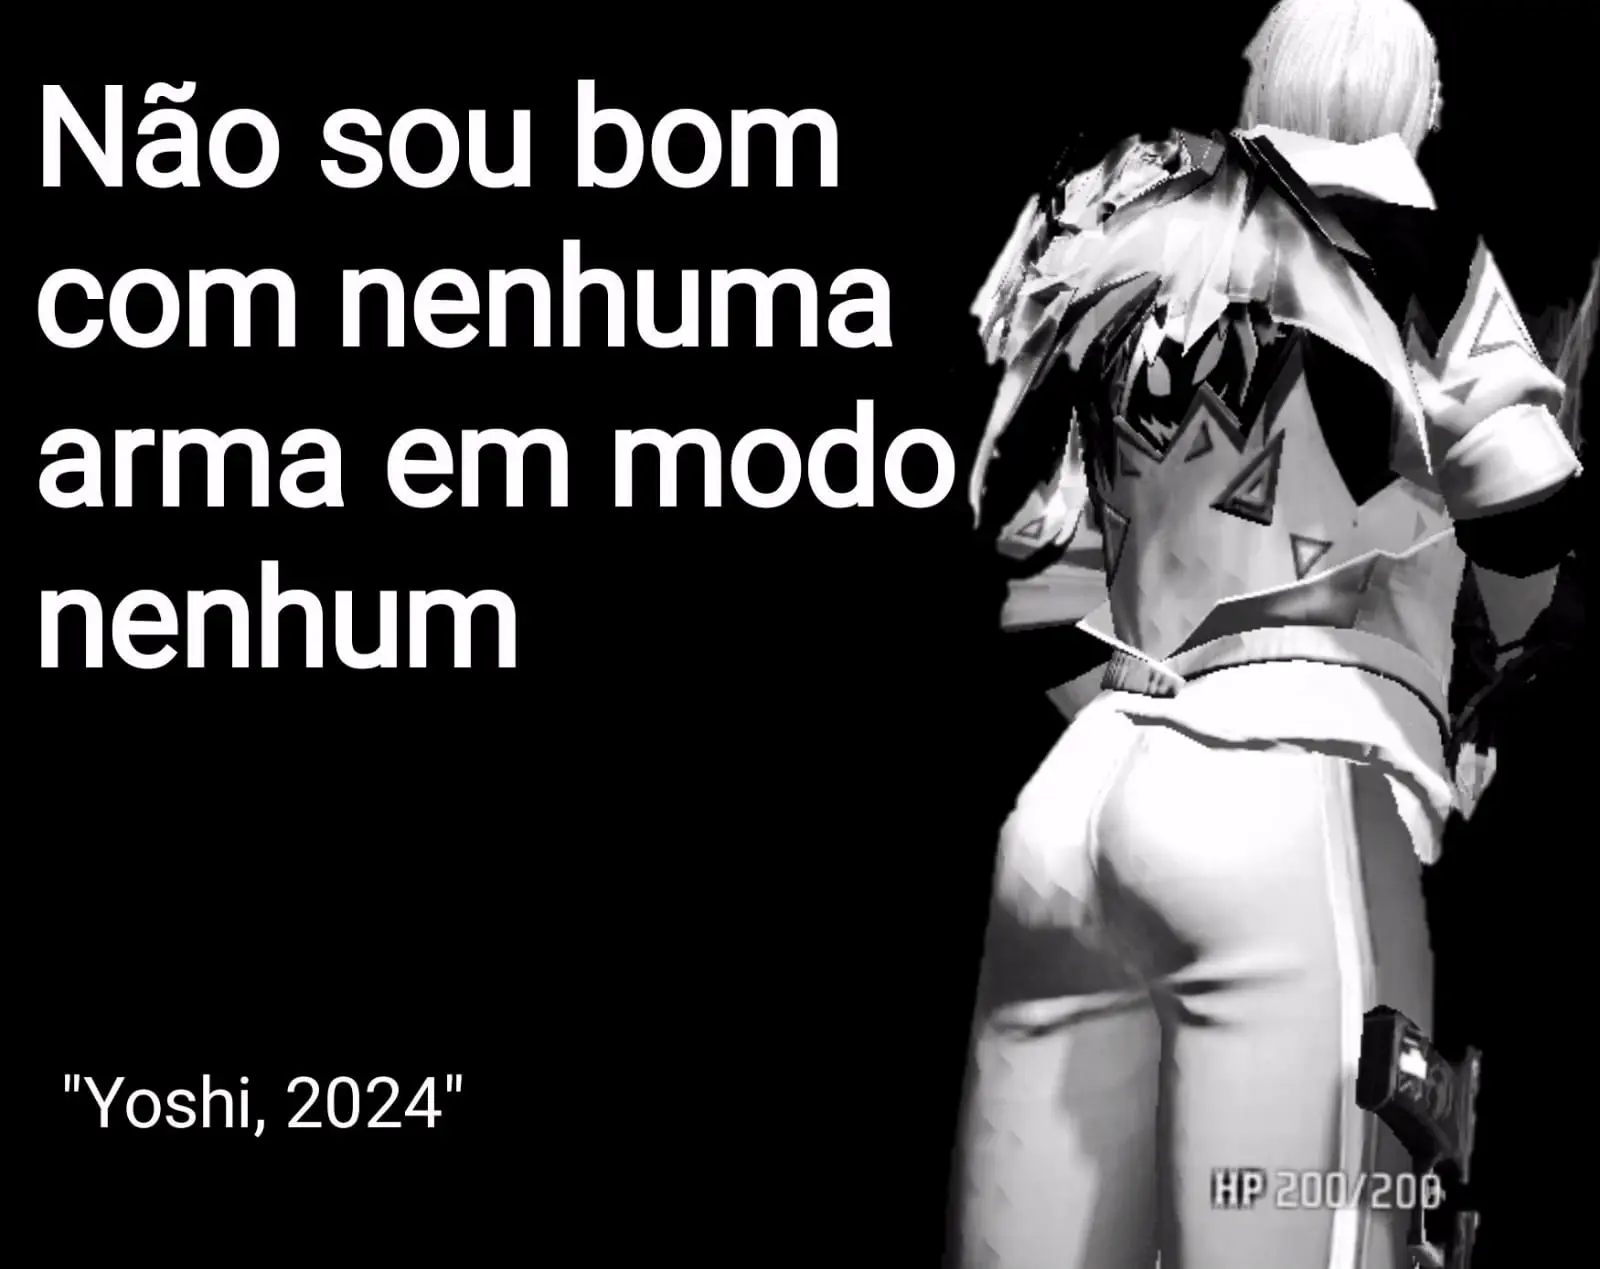 Não sou bom
com nenhuma
arma em modo
nenhum
"Yoshi, 2024"
HP 200/200